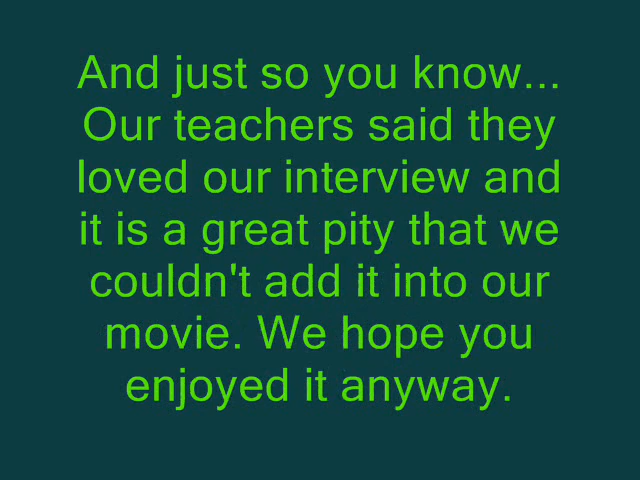 And just so you know...
Our teachers said they
loved our interview and
it is a great pity that we
couldn't add it into our
movie. We hope you
enjoyed it anyway.